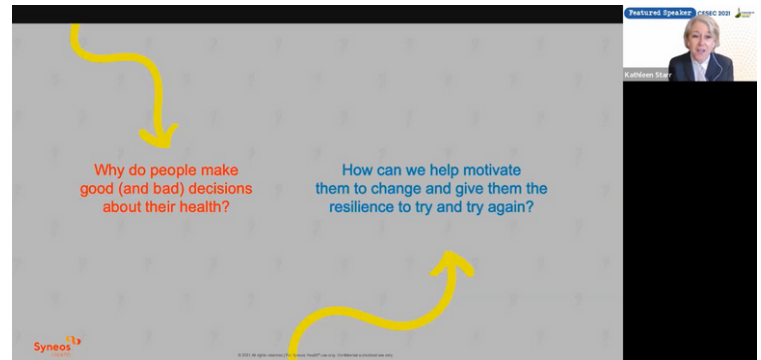 Why do people make
good (and bad) decisions
about their health?
How can we help motivate
them to change and give them the
resilience to try and try again?
Syneos
Health
Featured Speaker
CESEC 2021
Kathleen Starr